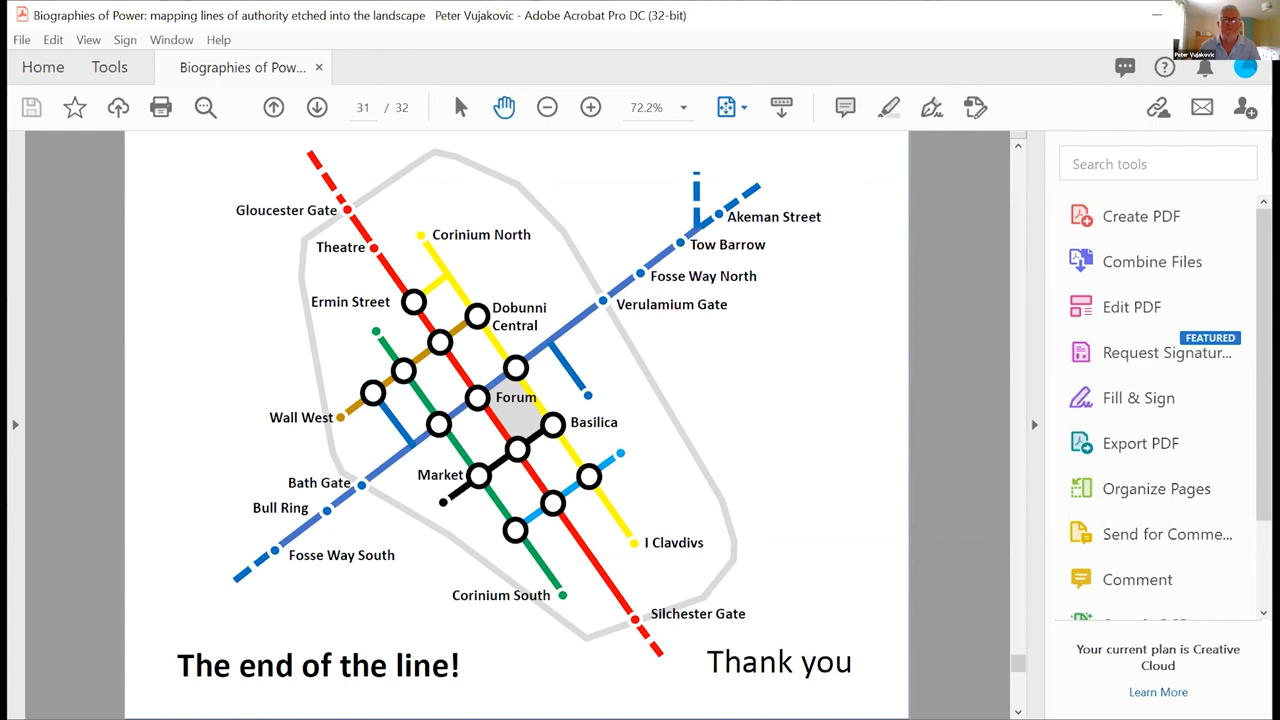 Biographies of Power: mapping lines of authority etched into the landscape Peter Vujakovic - Adobe Acrobat Pro DC (32-bit)
File Edit View Sign Window Help
Peter Vujakovic
Home Tools Biographies of Pow... ×
31 / 32 72.2%
Gloucester Gate
Theatre
Corinium North
Ermin Street
Dobunni
Central
Akeman Street
Tow Barrow
Fosse Way North
Verulamium Gate
Wall West
Forum
Basilica
Market
Bath Gate
Bull Ring
Fosse Way South
I Clavdivs
Corinium South
Silchester Gate
The end of the line!
Thank you
Search tools
Create PDF
Combine Files
Edit PDF
FEATURED
Request Signatur...
Fill & Sign
Export PDF
Organize Pages
Send for Comme...
Comment
Your current plan is Creative
Cloud
Learn More